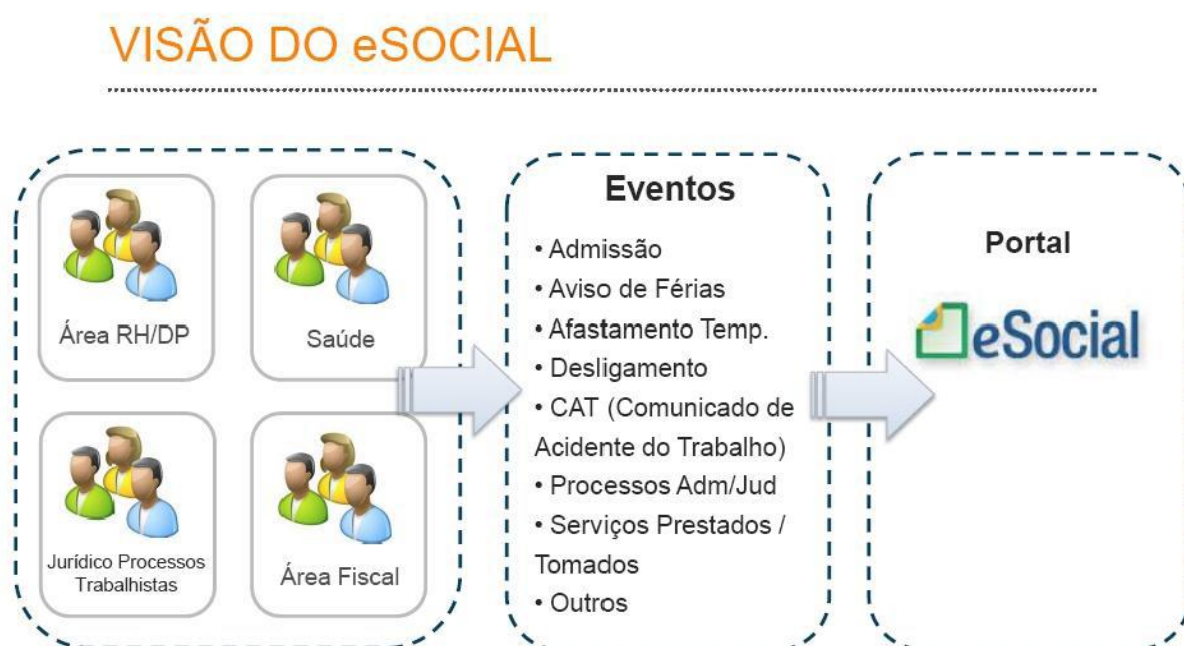 VISÃO DO eSOCIAL
Área RH/DP
Saúde
Jurídico Processos
Trabalhistas
Área Fiscal
Eventos
• Admissão
• Aviso de Férias
• Afastamento Temp.
• Desligamento
• CAT (Comunicado de
Acidente do Trabalho)
• Processos Adm/Jud
• Serviços Prestados /
Tomados
• Outros
Portal
eSocial